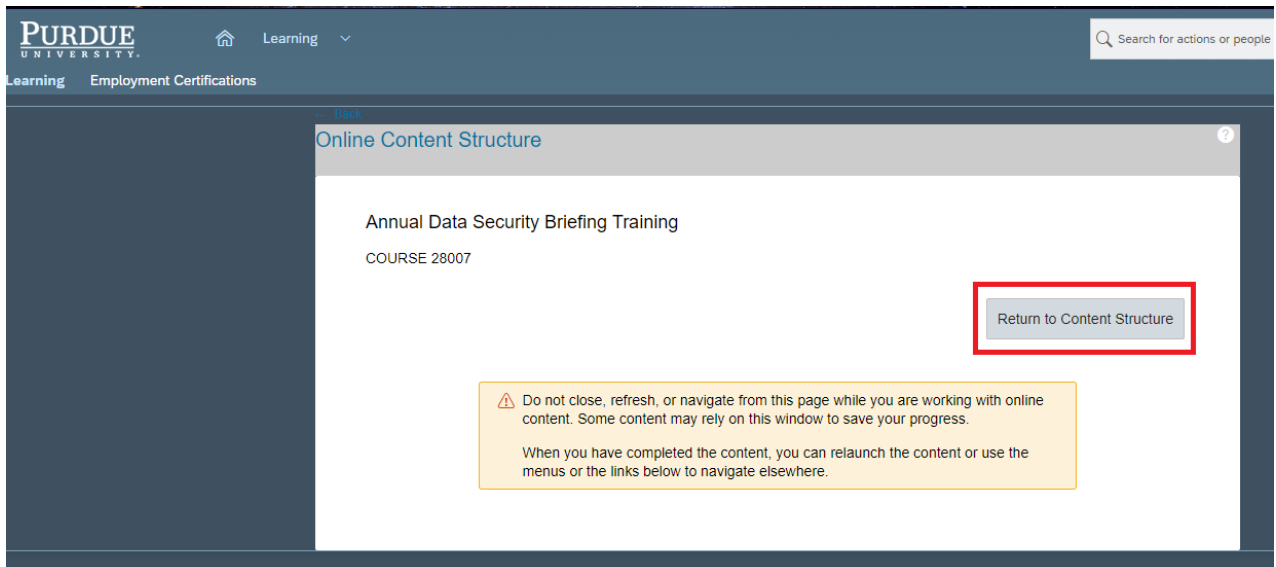 PURDUE
UNIVERSITY.
Learning
Search for actions or people
Learning Employment Certifications
← Back
Online Content Structure
?
Annual Data Security Briefing Training
COURSE 28007
Return to Content Structure
Do not close, refresh, or navigate from this page while you are working with online
content. Some content may rely on this window to save your progress.
When you have completed the content, you can relaunch the content or use the
menus or the links below to navigate elsewhere.